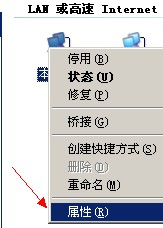 LAN 或高速 Internet
停用(B)
状态(U)
修复(P)
桥接(G)
创建快捷方式(S)
删除(D)
重命名(M)
属性(R)